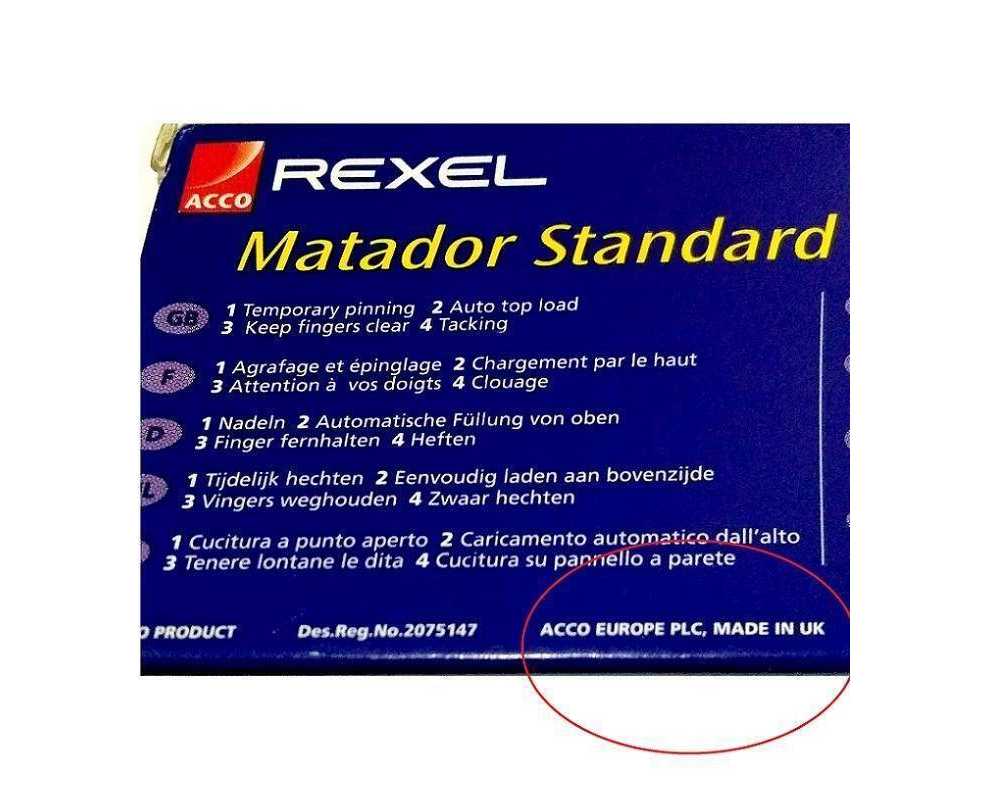 ACCO REXEL
Matador Standard
GB 1 Temporary pinning 2 Auto top load
3 Keep fingers clear 4 Tacking
F 1 Agrafage et épinglage 2 Chargement par le haut
3 Attention à vos doigts 4 Clouage
D 1 Nadeln 2 Automatische Füllung von oben
3 Finger fernhalten 4 Heften
L 1 Tijdelijk hechten 2 Eenvoudig laden aan bovenzijde
3 Vingers weghouden 4 Zwaar hechten
1 Cucitura a punto aperto 2 Caricamento automatico dall'alto
3 Tenere lontane le dita 4 Cucitura su pannello a parete
O PRODUCT Des.Reg.No.2075147 ACCO EUROPE PLC, MADE IN UK